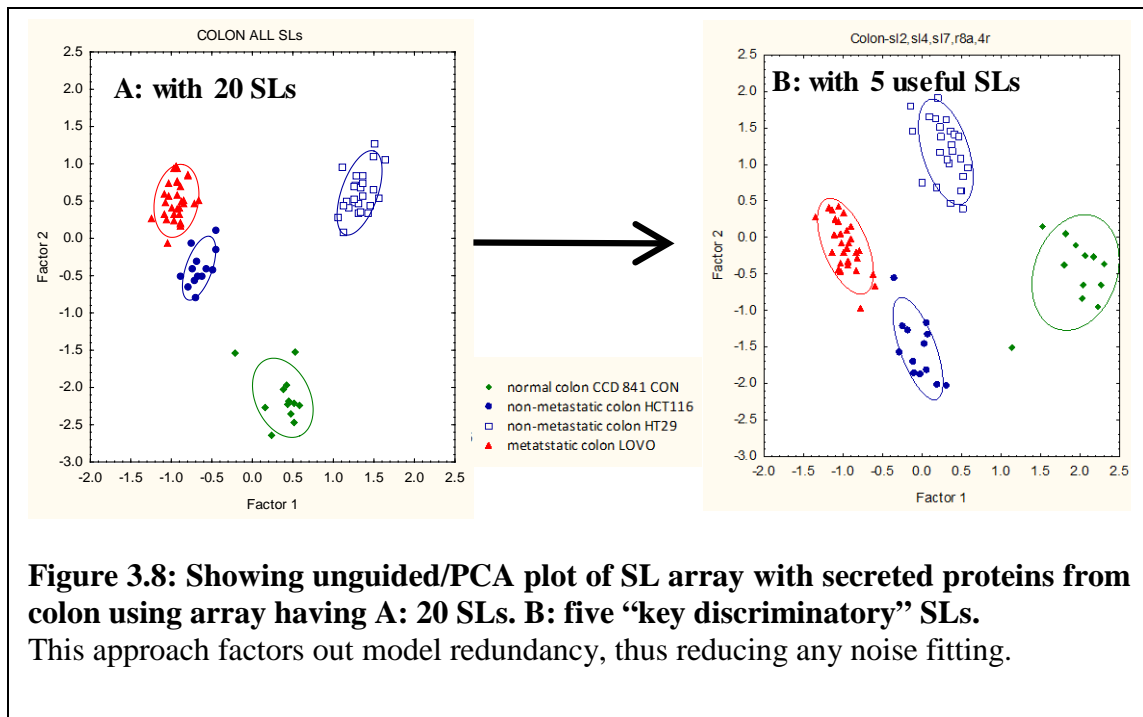 COLON ALL SLs
A: with 20 SLs
2.5
2.0
1.5
1.0
0.5
0.0
-0.5
-1.0
-1.5
-2.0
-2.5
-3.0
Factor 2
-2.0 -1.5 -1.0 -0.5 0.0 0.5 1.0 1.5 2.0 2.5
Factor 1
normal colon CCD 841 CON
non-metastatic colon HCT116
non-metastatic colon HT29
metatstatic colon LOVO
Colon-sl2,sl4,sl7,r8a,4r
B: with 5 useful SLs
2.5
2.0
1.5
1.0
0.5
0.0
-0.5
-1.0
-1.5
-2.0
-2.5
-3.0
Factor 2
-2.0 -1.5 -1.0 -0.5 0.0 0.5 1.0 1.5 2.0 2.5
Factor 1
Figure 3.8: Showing unguided/PCA plot of SL array with secreted proteins from
colon using array having A: 20 SLs. B: five “key discriminatory” SLs.
This approach factors out model redundancy, thus reducing any noise fitting.